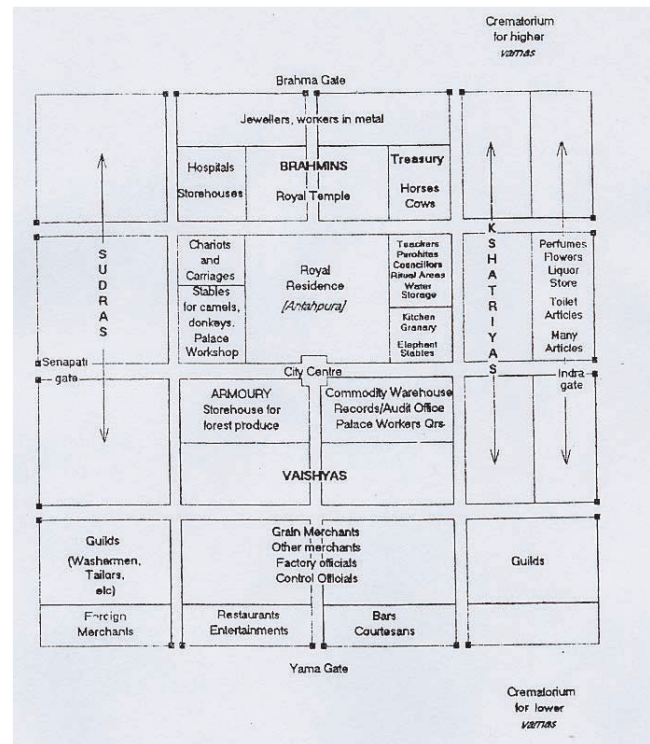 Crematorium
for higher
varnas
Brahma Gate
Jewellers, workers in metal
Hospitals
Storehouses
BRAHMINS
Royal Temple
Treasury
Horses
Cows
SUDRAS
Chariots
and
Carriages
Stables
for camels,
donkeys.
Palace
Workshop
Royal
Residence
[Antahpura]
Teachers
Purohitas
Councillors
Ritual Areas
Water
Storage
Kitchen
Granary
Elephant
Stables
KSHATRIYAS
Perfumes
Flowers
Liquor
Store
Toilet
Articles
Many
Articles
Senapati
gate
City Centre
Indra
gate
ARMOURY
Storehouse for
forest produce
Commodity Warehouse
Records/Audit Office
Palace Workers Qrs
VAISHYAS
Guilds
(Washermen,
Tailors,
etc)
Grain Merchants
Other merchants
Factory officials
Control Officials
Guilds
Foreign
Merchants
Restaurants
Entertainments
Bars
Courtesans
Yama Gate
Crematorium
for lower
varnas